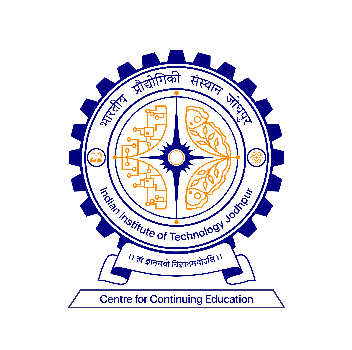 भारतीय प्रौद्योगिकी संस्थान जोधपुर
Indian Institute of Technology Jodhpur
॥ त्वं ज्ञानमयो विज्ञानमयोऽसि ॥
Centre for Continuing Education